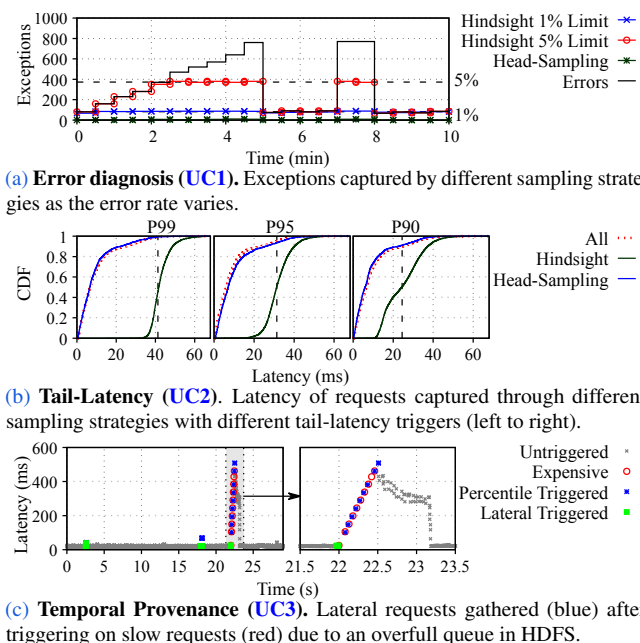 1000
800
600
400
200
0
Exceptions
0 2 4 6 8 10
Time (min)
5%
1%
Hindsight 1% Limit
Hindsight 5% Limit
Head-Sampling
Errors
(a) Error diagnosis (UC1). Exceptions captured by different sampling strate-
gies as the error rate varies.
P99 P95 P90
1
0.8
0.6
0.4
0.2
0
CDF
0 20 40 60 0 20 40 60 0 20 40 60
Latency (ms)
All
Hindsight
Head-Sampling
(b) Tail-Latency (UC2). Latency of requests captured through differen
sampling strategies with different tail-latency triggers (left to right).
600
400
200
0
Latency (ms)
0 5 10 15 20 25 29 21.5 22 22.5 23 23.5
Time (s)
Untriggered
Expensive
Percentile Triggered
Lateral Triggered
(c) Temporal Provenance (UC3). Lateral requests gathered (blue) afte
triggering on slow requests (red) due to an overfull queue in HDFS.